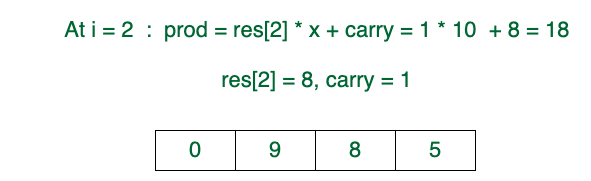 At i = 2 : prod = res[2] * x + carry = 1 * 10 + 8 = 18
res[2] = 8, carry = 1
0 9 8 5